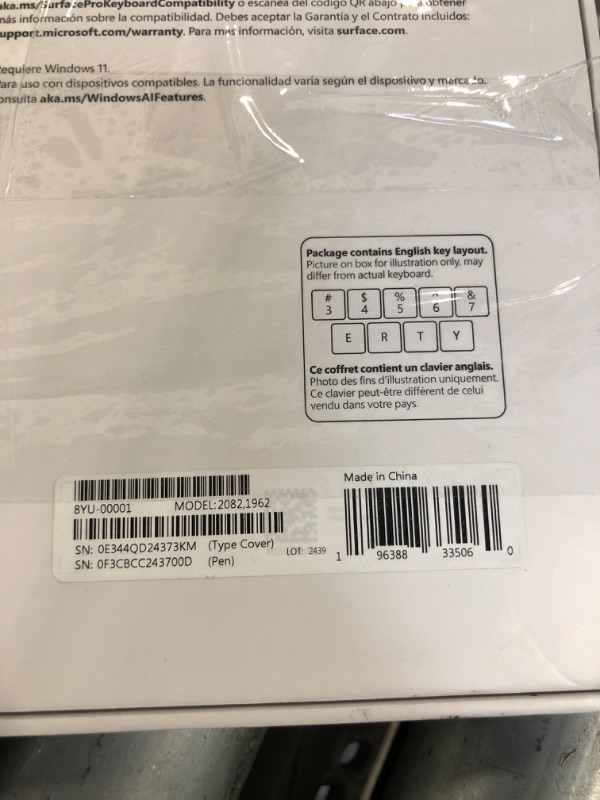 aka.ms/SurfaceProKeyboardCompatibility o escanea del código QR abajo para obtener
más información sobre la compatibilidad. Debes aceptar la Garantía y el Contrato incluidos:
support.microsoft.com/warranty. Para más información, visita surface.com.
Requiere Windows 11.
Para uso con dispositivos compatibles. La funcionalidad varía según el dispositivo y mercado.
Consulta aka.ms/WindowsAIFeatures.
Package contains English key layout.
Picture on box for illustration only, may
differ from actual keyboard.
# $ % ^ &
3 4 5 6 7
E R T Y
Ce coffret contient un clavier anglais.
Photo des fins d'illustration uniquement.
Ce clavier peut-être différent de celui
vendu dans votre pays.
8YU-00001 MODEL:2082,1962
SN: 0E344QD24373KM (Type Cover)
SN: 0F3CBCC243700D (Pen)
LOT: 2439
Made in China
1 96388 33506 0